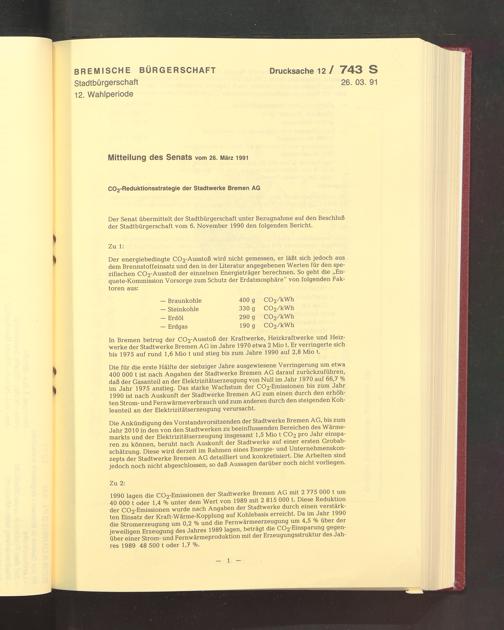 BREMISCHE BÜRGERSCHAFT
Stadtbürgerschaft
12. Wahlperiode
Drucksache 12 / 743 S
26. 03. 91
Mitteilung des Senats vom 26. März 1991
CO2-Reduktionsstrategie der Stadtwerke Bremen AG
Der Senat übermittelt der Stadtbürgerschaft unter Bezugnahme auf den Beschluß
der Stadtbürgerschaft vom 6. November 1990 den folgenden Bericht.
Zu 1:
Der energiebedingte CO2-Ausstoß wird nicht gemessen, er läßt sich jedoch aus
dem Brennstoffeinsatz und den in der Literatur angegebenen Werten für den spe-
zifischen CO2-Ausstoß der einzelnen Energieträger berechnen. So geht die „En-
quete-Kommission Vorsorge zum Schutz der Erdatmosphäre" von folgenden Fak-
toren aus:
— Braunkohle 400 g CO2/kWh
— Steinkohle 330 g CO2/kWh
— Erdöl 290 g CO2/kWh
— Erdgas 190 g CO2/kWh
In Bremen betrug der CO2-Ausstoß der Kraftwerke, Heizkraftwerke und Heiz-
werke der Stadtwerke Bremen AG im Jahre 1970 etwa 2 Mio t. Er verringerte sich
bis 1975 auf rund 1,6 Mio t und stieg bis zum Jahre 1990 auf 2,8 Mio t.
Die für die erste Hälfte der siebziger Jahre ausgewiesene Verringerung um etwa
400 000 t ist nach Angaben der Stadtwerke Bremen AG darauf zurückzuführen,
daß der Gasanteil an der Elektrizitätserzeugung von Null im Jahr 1970 auf 66,7 %
im Jahr 1975 anstieg. Das starke Wachstum der CO2-Emissionen bis zum Jahr
1990 ist nach Auskunft der Stadtwerke Bremen AG zum einen durch den erhöh-
ten Strom- und Fernwärmeverbrauch und zum anderen durch den steigenden Koh-
leanteil an der Elektrizitätserzeugung verursacht.
Die Ankündigung des Vorstandsvorsitzenden der Stadtwerke Bremen AG, bis zum
Jahr 2010 in den von den Stadtwerken zu beeinflussenden Bereichen des Wärme-
markts und der Elektrizitätserzeugung insgesamt 1,5 Mio t CO2 pro Jahr einspa-
ren zu können, beruht nach Auskunft der Stadtwerke auf einer ersten Grobab-
schätzung. Diese wird derzeit im Rahmen eines Energie- und Unternehmenskon-
zepts der Stadtwerke Bremen AG detailliert und konkretisiert. Die Arbeiten sind
jedoch noch nicht abgeschlossen, so daß Aussagen darüber noch nicht vorliegen.
Zu 2:
1990 lagen die CO2-Emissionen der Stadtwerke Bremen AG mit 2 775 000 t um
40 000 t oder 1,4 % unter dem Wert von 1989 mit 2 815 000 t. Diese Reduktion
der CO2-Emissionen wurde nach Angaben der Stadtwerke durch einen verstärk-
ten Einsatz der Kraft-Wärme-Kopplung auf Kohlebasis erreicht. Da im Jahr 1990
die Stromerzeugung um 0,2 % und die Fernwärmeerzeugung um 4,5 % über der
jeweiligen Erzeugung des Jahres 1989 lagen, beträgt die CO2-Einsparung gegen-
über einer Strom- und Fernwärmeproduktion mit der Erzeugungsstruktur des Jah-
res 1989 48 500 t oder 1,7 %.
— 1 —